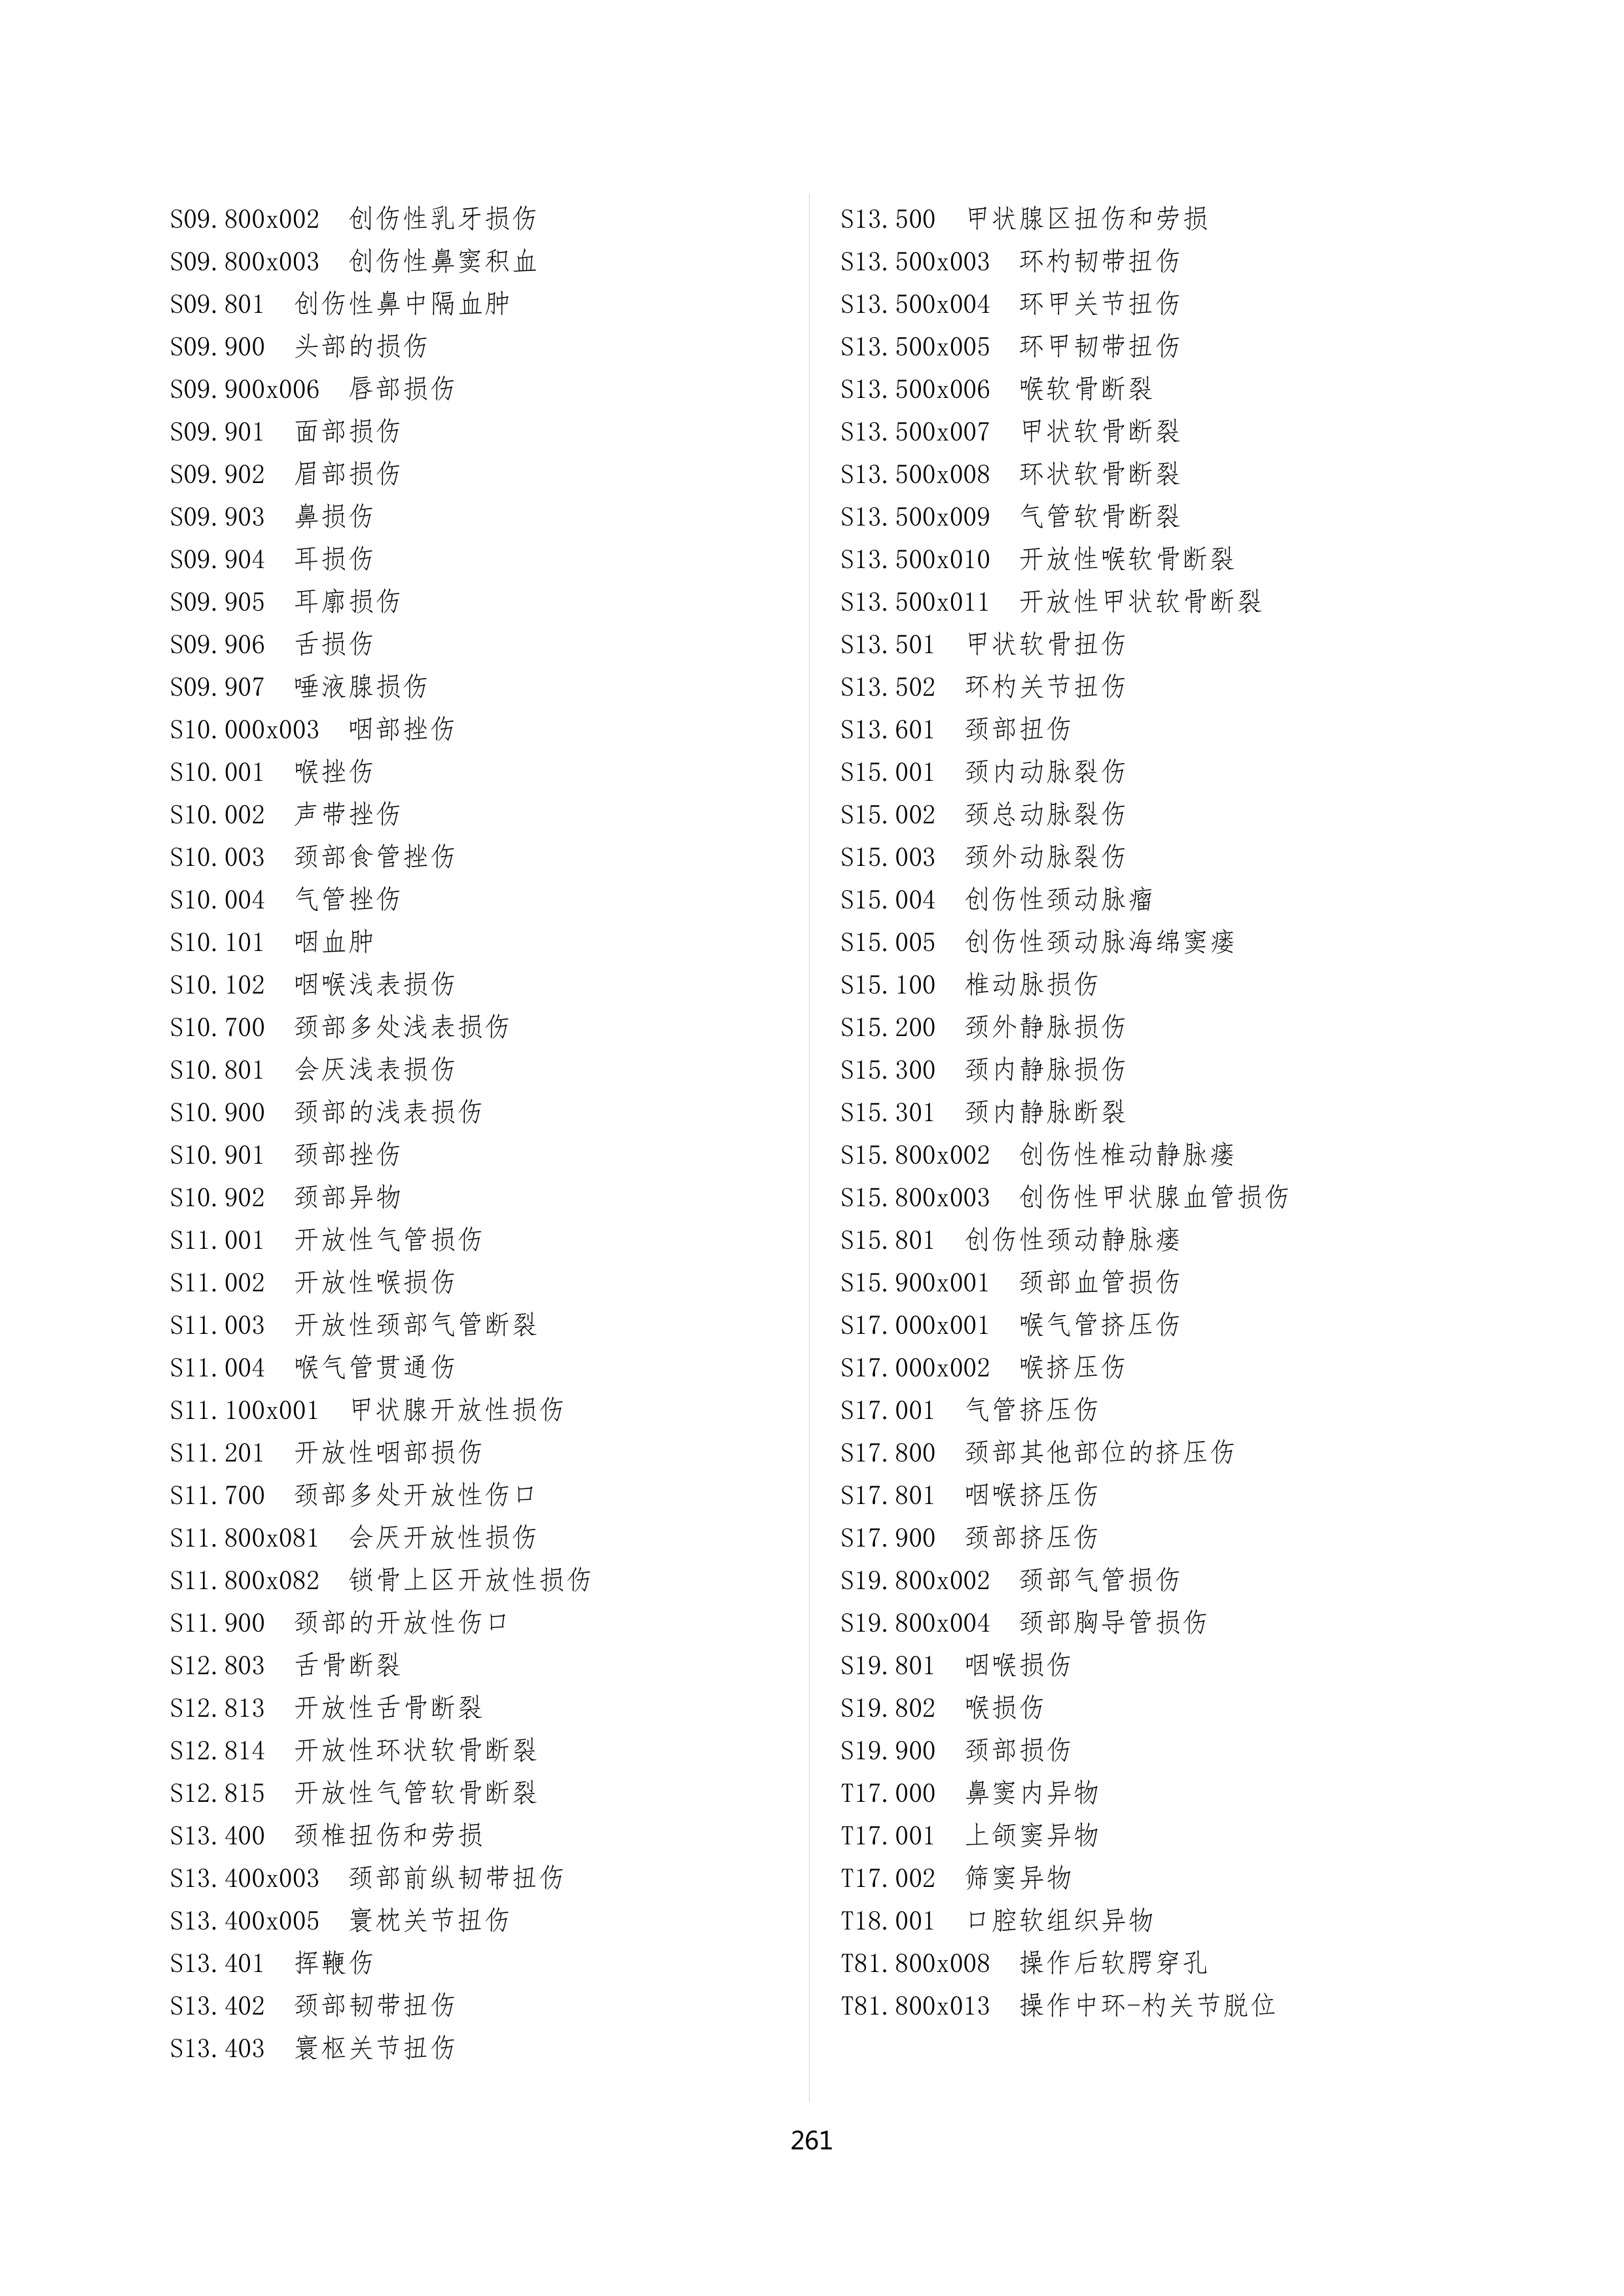 S09.800x002 创伤性乳牙损伤
S09.800x003 创伤性鼻窦积血
S09.801 创伤性鼻中隔血肿
S09.900 头部的损伤
S09.900x006 唇部损伤
S09.901 面部损伤
S09.902 眉部损伤
S09.903 鼻损伤
S09.904 耳损伤
S09.905 耳廓损伤
S09.906 舌损伤
S09.907 唾液腺损伤
S10.000x003 咽部挫伤
S10.001 喉挫伤
S10.002 声带挫伤
S10.003 颈部食管挫伤
S10.004 气管挫伤
S10.101 咽血肿
S10.102 咽喉浅表损伤
S10.700 颈部多处浅表损伤
S10.801 会厌浅表损伤
S10.900 颈部的浅表损伤
S10.901 颈部挫伤
S10.902 颈部异物
S11.001 开放性气管损伤
S11.002 开放性喉损伤
S11.003 开放性颈部气管断裂
S11.004 喉气管贯通伤
S11.100x001 甲状腺开放性损伤
S11.201 开放性咽部损伤
S11.700 颈部多处开放性伤口
S11.800x081 会厌开放性损伤
S11.800x082 锁骨上区开放性损伤
S11.900 颈部的开放性伤口
S12.803 舌骨断裂
S12.813 开放性舌骨断裂
S12.814 开放性环状软骨断裂
S12.815 开放性气管软骨断裂
S13.400 颈椎扭伤和劳损
S13.400x003 颈部前纵韧带扭伤
S13.400x005 寰枕关节扭伤
S13.401 挥鞭伤
S13.402 颈部韧带扭伤
S13.403 寰枢关节扭伤
S13.500 甲状腺区扭伤和劳损
S13.500x003 环杓韧带扭伤
S13.500x004 环甲关节扭伤
S13.500x005 环甲韧带扭伤
S13.500x006 喉软骨断裂
S13.500x007 甲状软骨断裂
S13.500x008 环状软骨断裂
S13.500x009 气管软骨断裂
S13.500x010 开放性喉软骨断裂
S13.500x011 开放性甲状软骨断裂
S13.501 甲状软骨扭伤
S13.502 环杓关节扭伤
S13.601 颈部扭伤
S15.001 颈内动脉裂伤
S15.002 颈总动脉裂伤
S15.003 颈外动脉裂伤
S15.004 创伤性颈动脉瘤
S15.005 创伤性颈动脉海绵窦瘘
S15.100 椎动脉损伤
S15.200 颈外静脉损伤
S15.300 颈内静脉损伤
S15.301 颈内静脉断裂
S15.800x002 创伤性椎动静脉瘘
S15.800x003 创伤性甲状腺血管损伤
S15.801 创伤性颈动静脉瘘
S15.900x001 颈部血管损伤
S17.000x001 喉气管挤压伤
S17.000x002 喉挤压伤
S17.001 气管挤压伤
S17.800 颈部其他部位的挤压伤
S17.801 咽喉挤压伤
S17.900 颈部挤压伤
S19.800x002 颈部气管损伤
S19.800x004 颈部胸导管损伤
S19.801 咽喉损伤
S19.802 喉损伤
S19.900 颈部损伤
T17.000 鼻窦内异物
T17.001 上颌窦异物
T17.002 筛窦异物
T18.001 口腔软组织异物
T81.800x008 操作后软腭穿孔
T81.800x013 操作中环-杓关节脱位
261